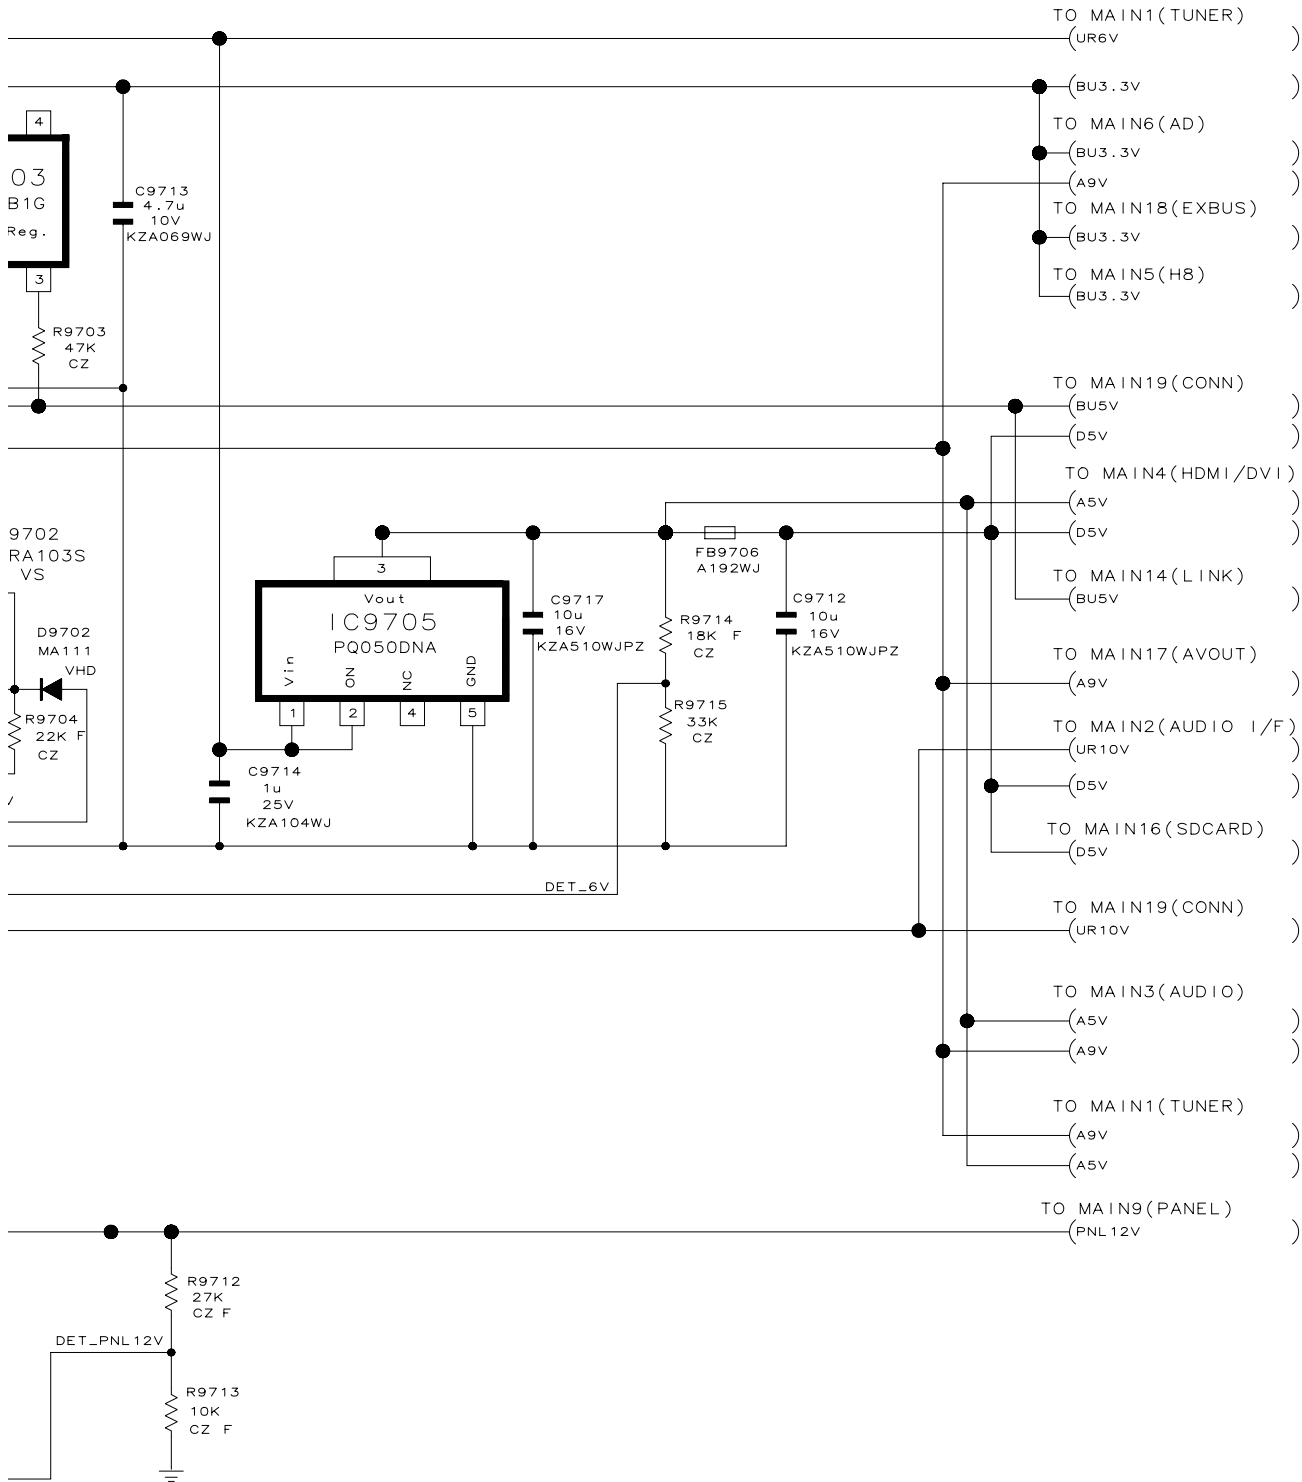 TO MAIN1(TUNER)
(UR6V )
(BU3.3V )
TO MAIN6(AD)
(BU3.3V )
(A9V )
TO MAIN18(EXBUS)
(BU3.3V )
TO MAIN5(H8)
(BU3.3V )
4
03
B1G
Reg.
3
C9713
4.7u
10V
KZA069WJ
R9703
47K
CZ
TO MAIN19(CONN)
(BU5V )
(D5V )
TO MAIN4(HDMI/DVI)
(A5V )
(D5V )
TO MAIN14(LINK)
(BU5V )
9702
RA103S
VS
D9702
MA111
VHD
R9704
22K F
CZ
3
Vout
IC9705
PQ050DNA
Vin
ON
NC
GND
1
2
4
5
C9714
1u
25V
KZA104WJ
C9717
10u
16V
KZA510WJPZ
FB9706
A192WJ
R9714
18K F
CZ
R9715
33K
CZ
C9712
10u
16V
KZA510WJPZ
DET_6V
TO MAIN17(AVOUT)
(A9V )
TO MAIN2(AUDIO I/F)
(UR10V )
(D5V )
TO MAIN16(SDCARD)
(D5V )
TO MAIN19(CONN)
(UR10V )
TO MAIN3(AUDIO)
(A5V )
(A9V )
TO MAIN1(TUNER)
(A9V )
(A5V )
TO MAIN9(PANEL)
(PNL12V )
R9712
27K
CZ F
DET_PNL12V
R9713
10K
CZ F